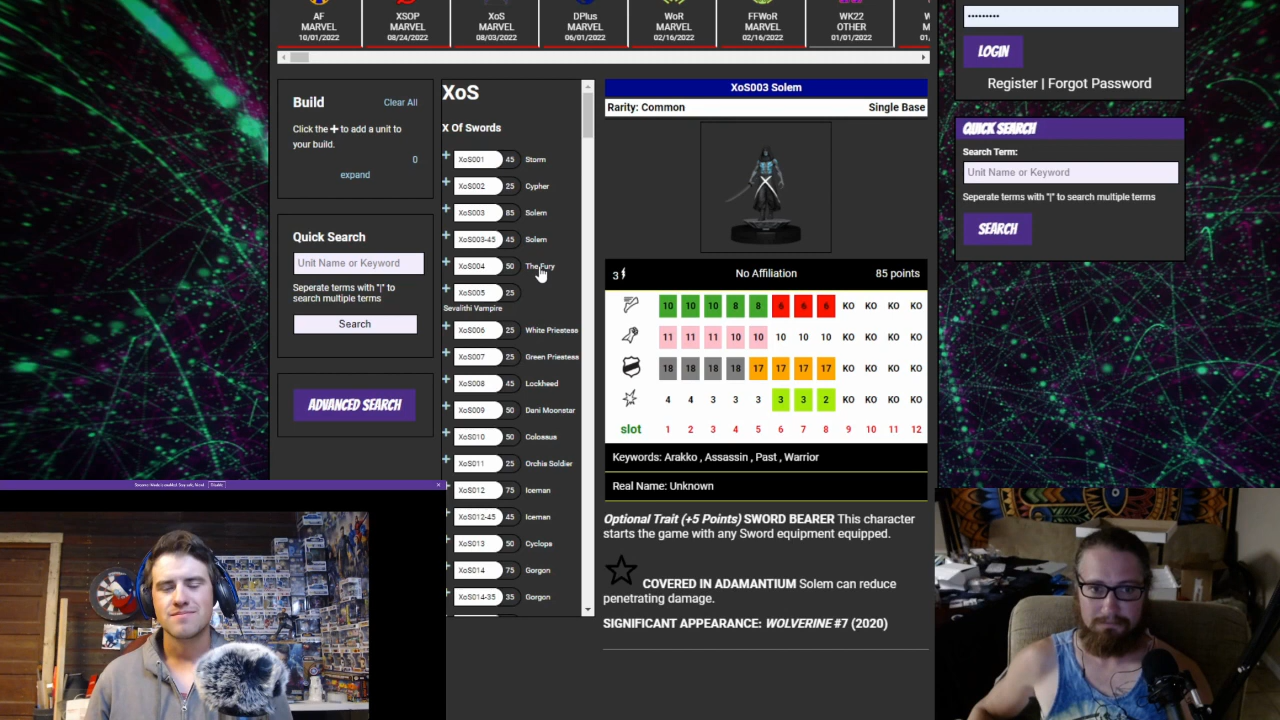 AF
MARVEL
10/01/2022
XSOP
MARVEL
08/24/2022
XoS
MARVEL
08/03/2022
DPlus
MARVEL
06/01/2022
WoR
MARVEL
02/16/2022
FFWoR
MARVEL
02/16/2022
WK22
OTHER
01/01/2022
LOGIN
Register | Forgot Password
QUICK SEARCH
Search Term:
Unit Name or Keyword
Seperate terms with "|" to search multiple terms
SEARCH
Build
Clear All
Click the + to add a unit to
your build.
0
expand
Quick Search
Unit Name or Keyword
Seperate terms with "|" to
search multiple terms
Search
ADVANCED SEARCH
XoS
X Of Swords
XoS001 45 Storm
XoS002 25 Cypher
XoS003 85 Solem
XoS003-45 45 Solem
XoS004 50 The Fury
XoS005 25
Sevalithi Vampire
XoS006 25 White Priestess
XoS007 25 Green Priestess
XoS008 45 Lockheed
XoS009 50 Dani Moonstar
XoS010 50 Colossus
XoS011 25 Orchis Soldier
XoS012 75 Iceman
XoS012-45 45 Iceman
XoS013 50 Cyclops
XoS014 75 Gorgon
XoS014-35 35 Gorgon
XoS003 Solem
Rarity: Common Single Base
3 No Affiliation 85 points
10 10 10 8 8 6 6 6 KO KO KO KO
11 11 11 10 10 10 10 10 KO KO KO KO
18 18 18 18 17 17 17 17 KO KO KO KO
4 4 3 3 3 3 3 2 KO KO KO KO
slot 1 2 3 4 5 6 7 8 9 10 11 12
Keywords: Arakko , Assassin , Past , Warrior
Real Name: Unknown
Optional Trait (+5 Points) SWORD BEARER This character
starts the game with any Sword equipment equipped.
COVERED IN ADAMANTIUM Solem can reduce
penetrating damage.
SIGNIFICANT APPEARANCE: WOLVERINE #7 (2020)